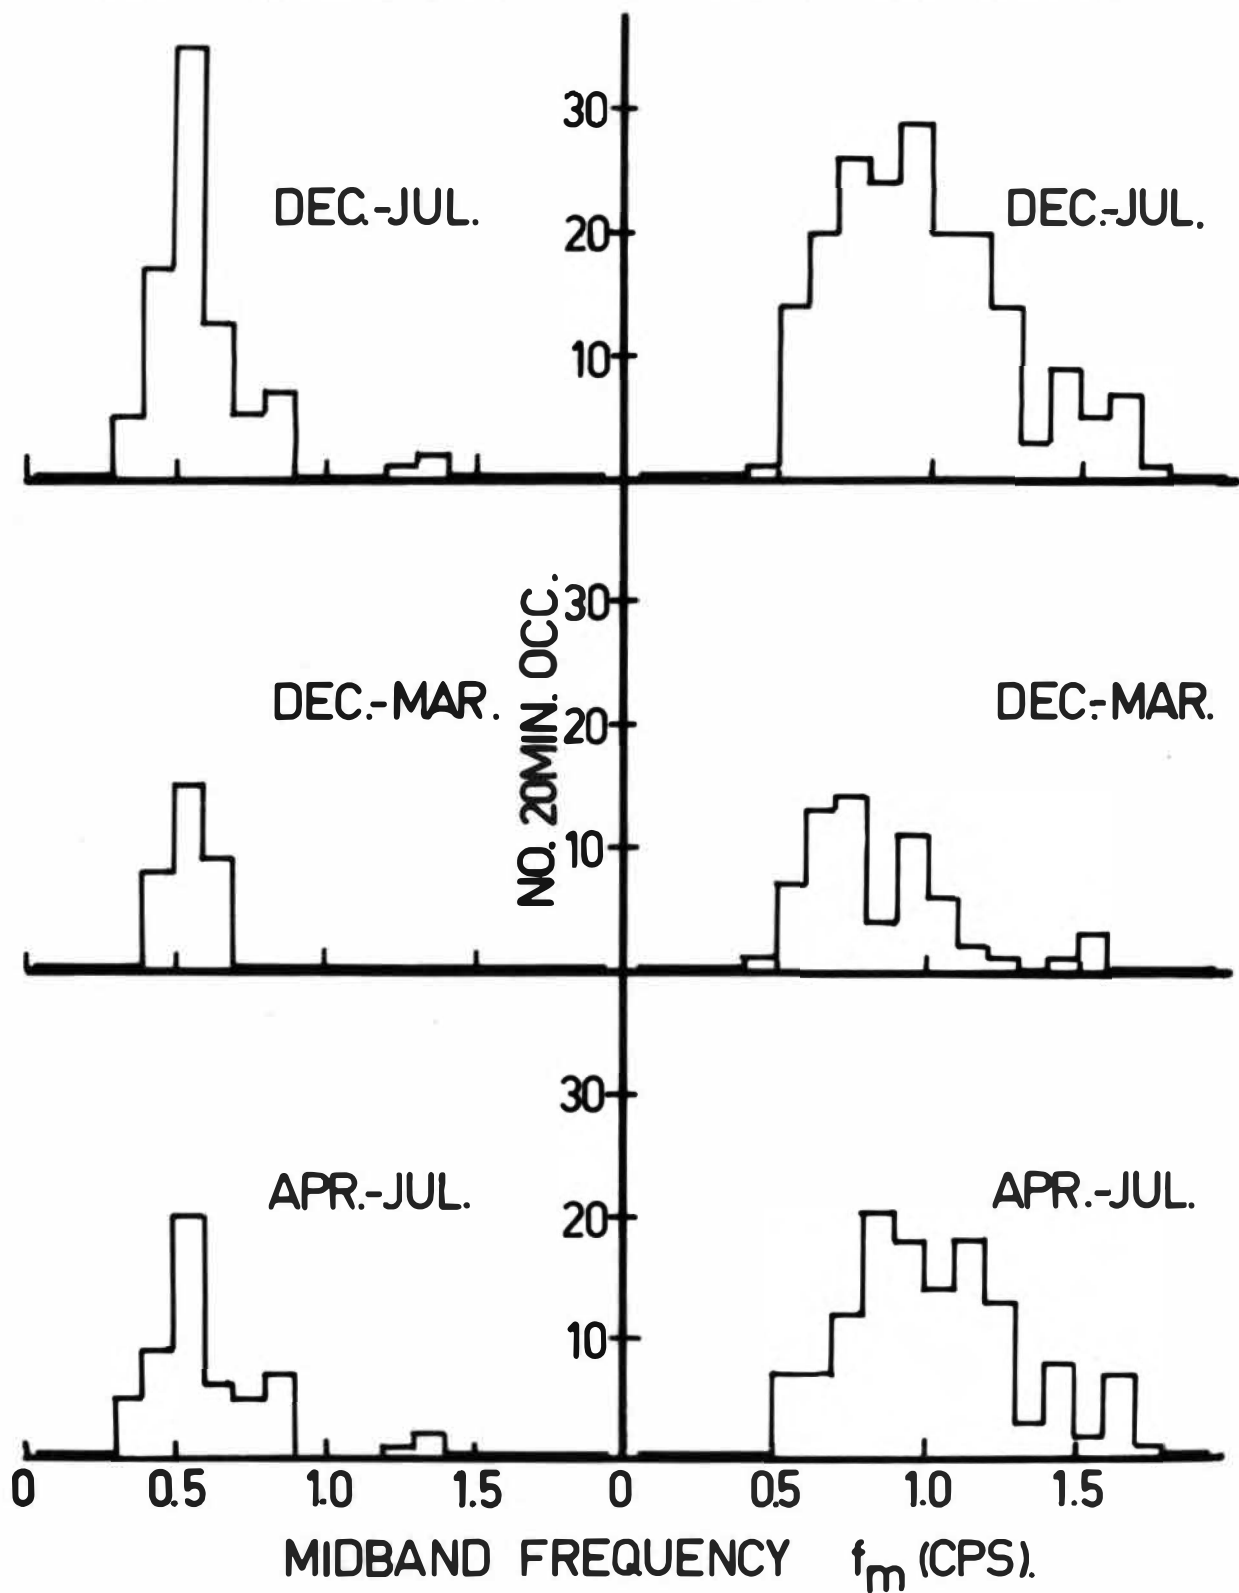 30
DEC.-JUL.
DEC.-JUL.
20
10
NO. 20MIN. OCC.
30
DEC.-MAR.
DEC.-MAR.
20
10
30
APR.-JUL.
APR.-JUL.
20
10
0 0.5 1.0 1.5 0 0.5 1.0 1.5
MIDBAND FREQUENCY fm (CPS).